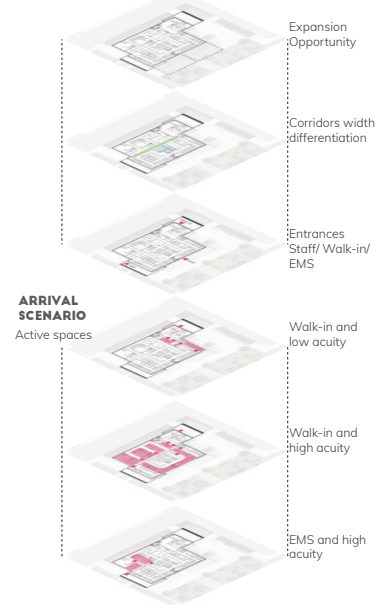 Expansion
Opportunity
Corridors width
differentiation
Entrances
Staff/ Walk-in/
EMS
ARRIVAL
SCENARIO
Active spaces
Walk-in and
low acuity
Walk-in and
high acuity
EMS and high
acuity